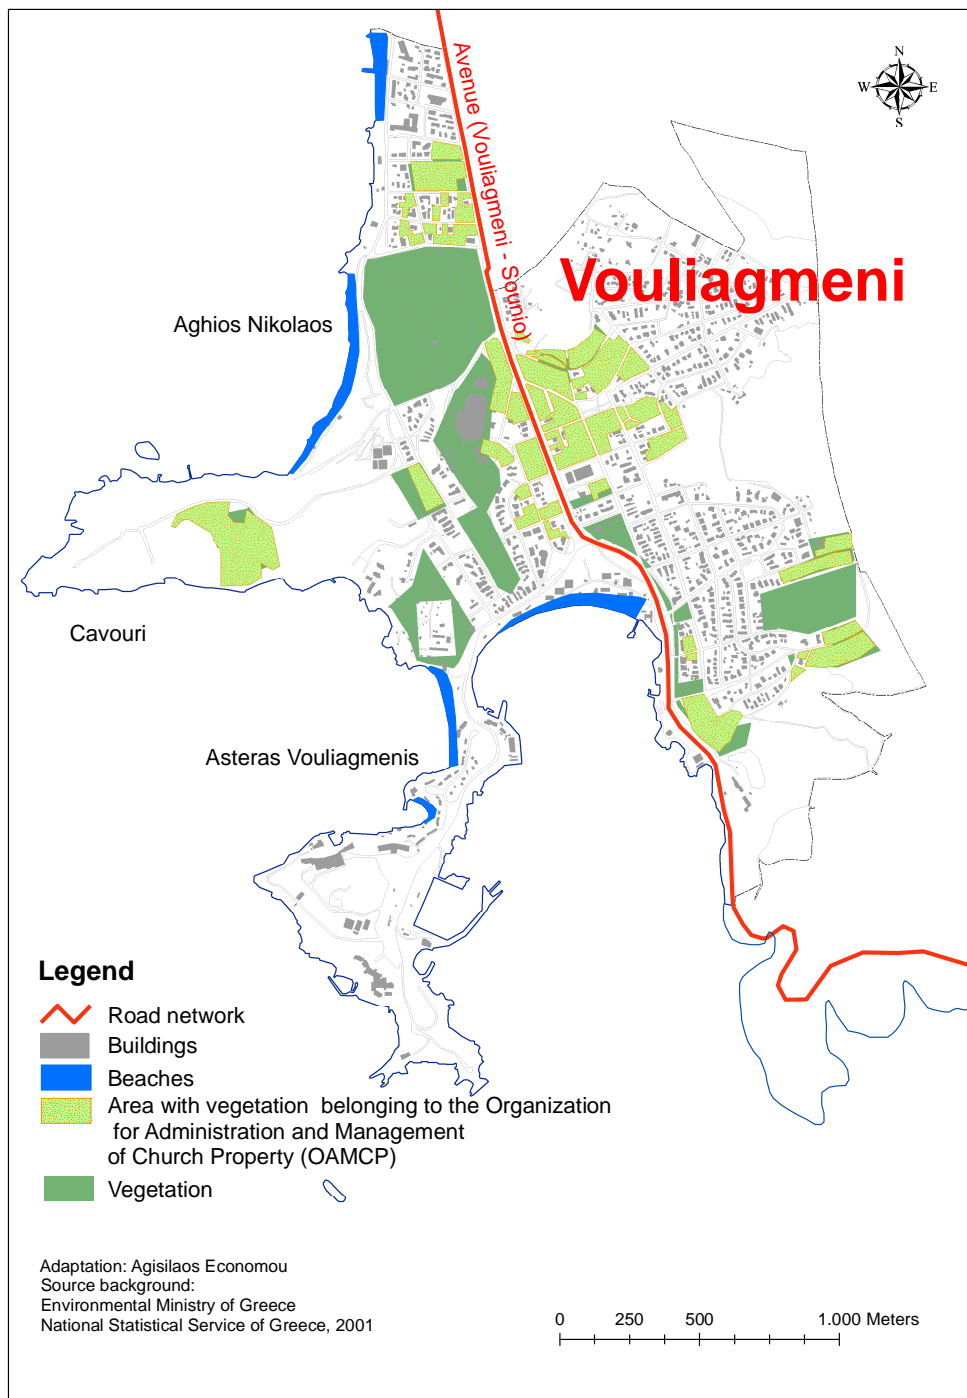 N
W E
S
Avenue (Vouliagmeni - Sounio)
Vouliagmeni
Aghios Nikolaos
Cavouri
Asteras Vouliagmenis
Legend
Road network
Buildings
Beaches
Area with vegetation belonging to the Organization
for Administration and Management
of Church Property (OAMCP)
Vegetation
Adaptation: Agisilaos Economou
Source background:
Environmental Ministry of Greece
National Statistical Service of Greece, 2001
0 250 500 1.000 Meters